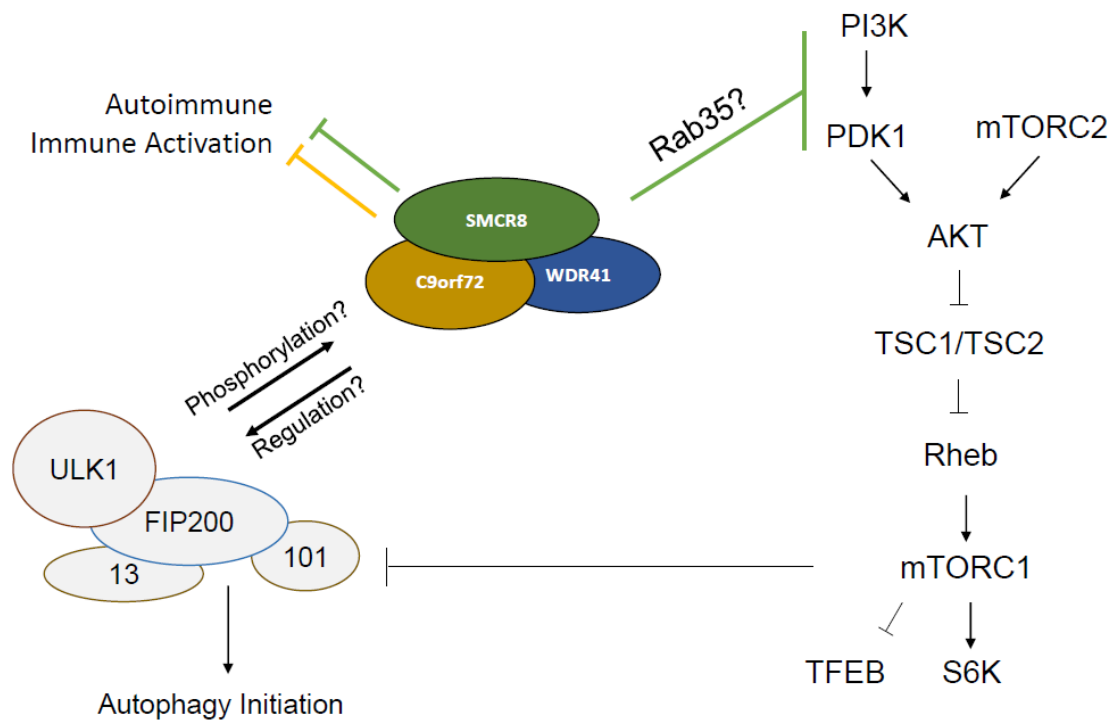 PI3K
Autoimmune
Immune Activation
Rab35?
PDK1
mTORC2
SMCR8
AKT
C9orf72
WDR41
Phosphorylation?
Regulation?
TSC1/TSC2
Rheb
ULK1
FIP200
13
101
mTORC1
TFEB
S6K
Autophagy Initiation